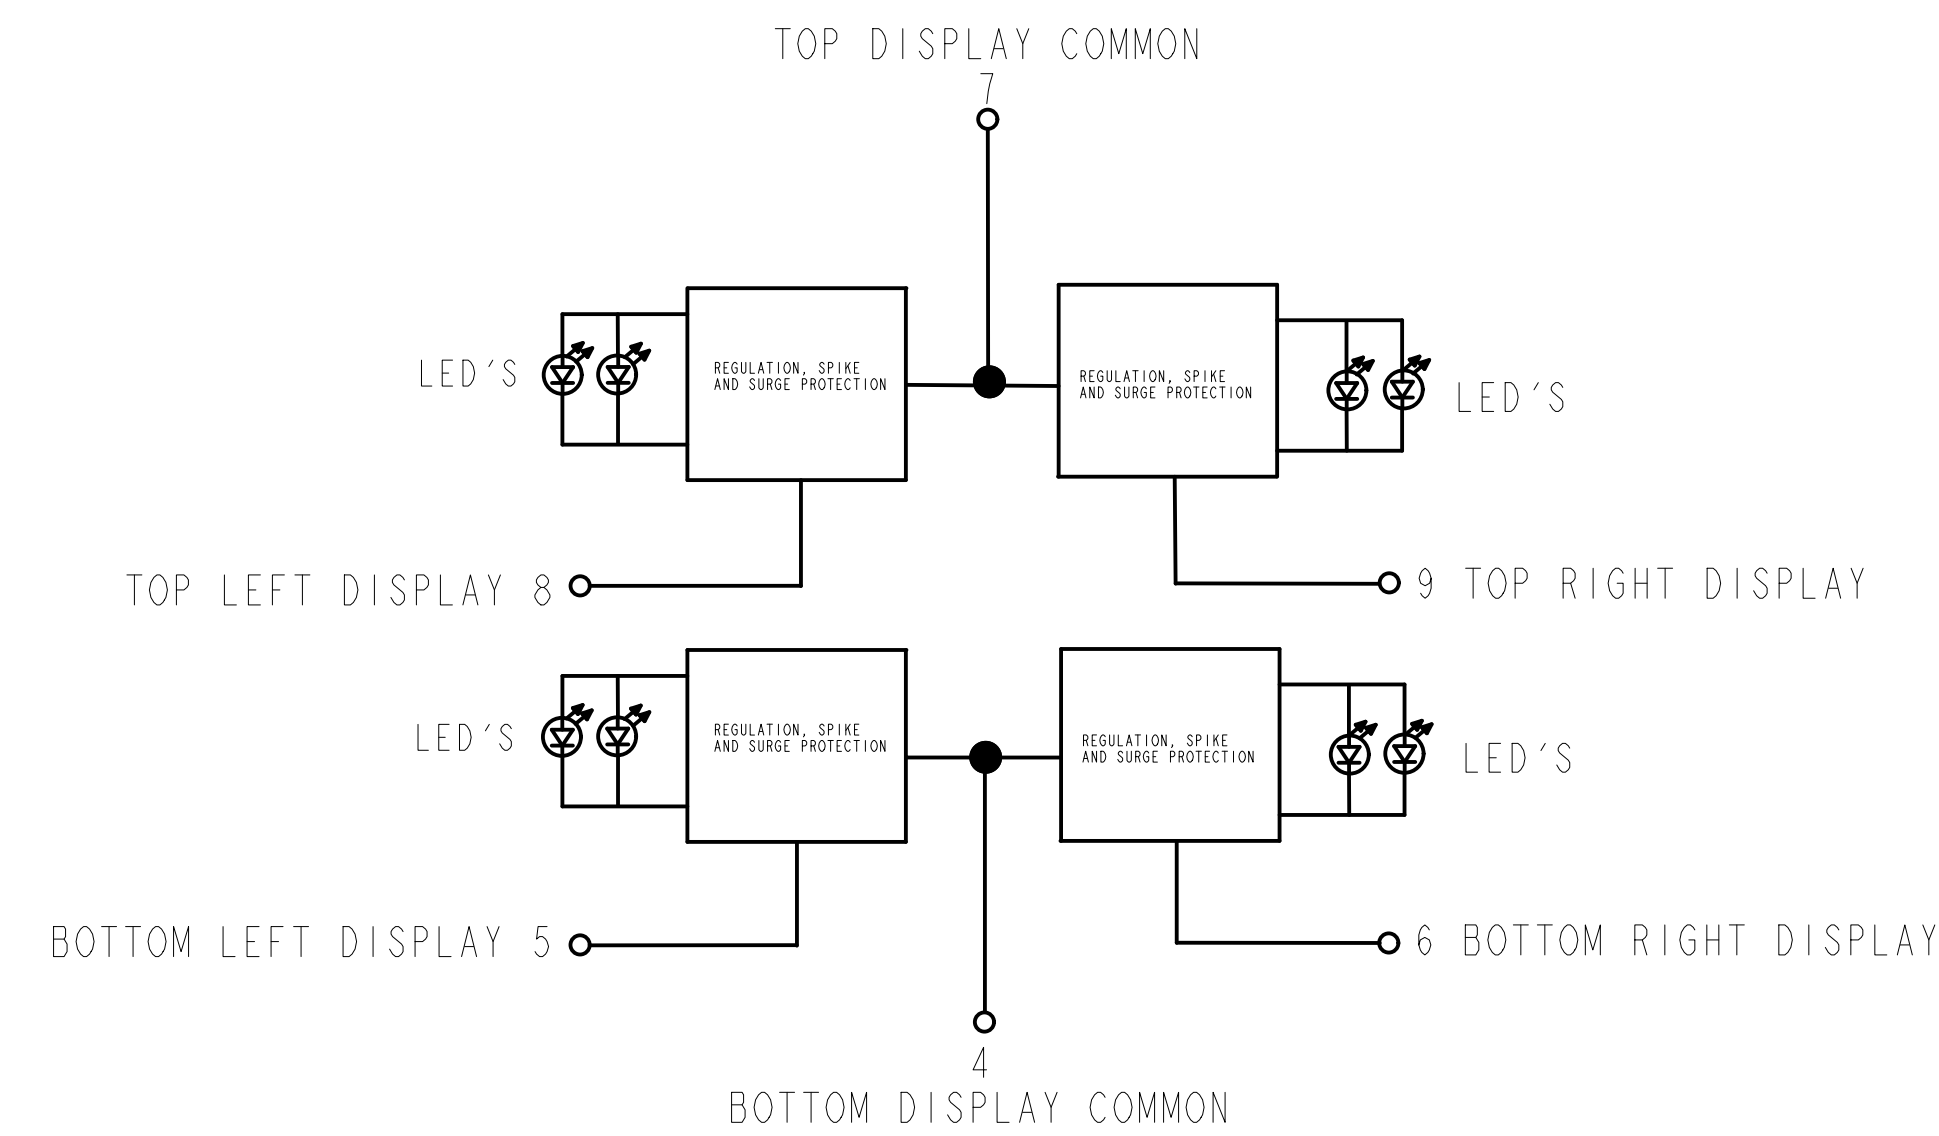 TOP DISPLAY COMMON
7
REGULATION, SPIKE
AND SURGE PROTECTION
REGULATION, SPIKE
AND SURGE PROTECTION
LED'S
LED'S
TOP LEFT DISPLAY 8
9 TOP RIGHT DISPLAY
REGULATION, SPIKE
AND SURGE PROTECTION
REGULATION, SPIKE
AND SURGE PROTECTION
LED'S
LED'S
BOTTOM LEFT DISPLAY 5
6 BOTTOM RIGHT DISPLAY
4
BOTTOM DISPLAY COMMON